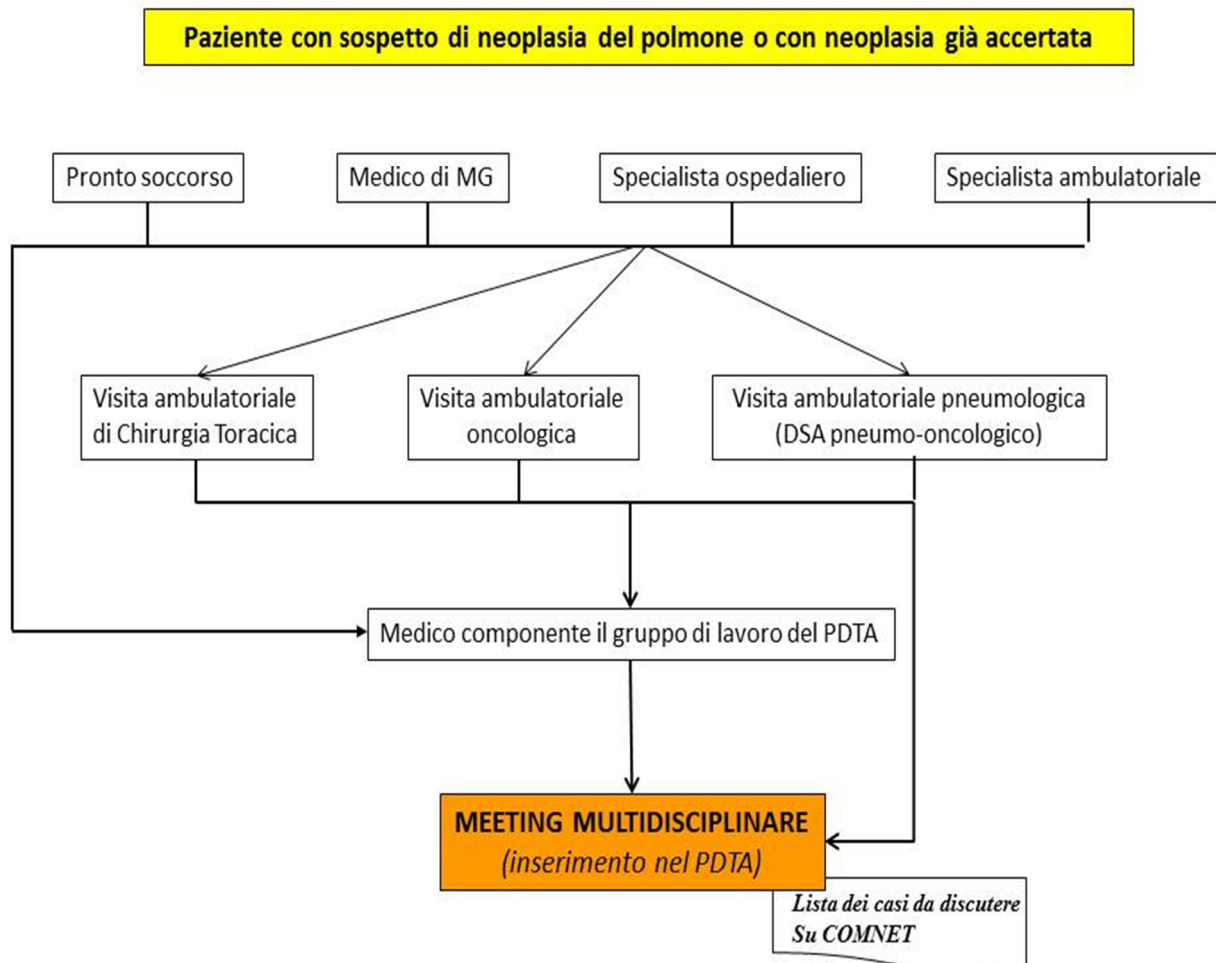 Paziente con sospetto di neoplasia del polmone o con neoplasia già accertata
Pronto soccorso
Medico di MG
Specialista ospedaliero
Specialista ambulatoriale
Visita ambulatoriale
di Chirurgia Toracica
Visita ambulatoriale
oncologica
Visita ambulatoriale pneumologica
(DSA pneumo-oncologico)
Medico componente il gruppo di lavoro del PDTA
MEETING MULTIDISCIPLINARE
(inserimento nel PDTA)
Lista dei casi da discutere
Su COMNET